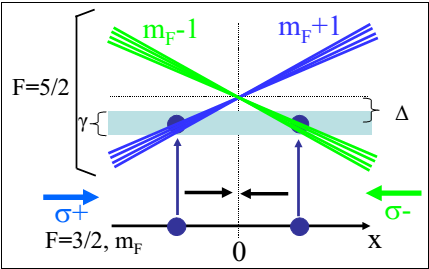 m_F-1 m_F+1
F=5/2
γ Δ
σ+ σ-
F=3/2, m_F 0 x